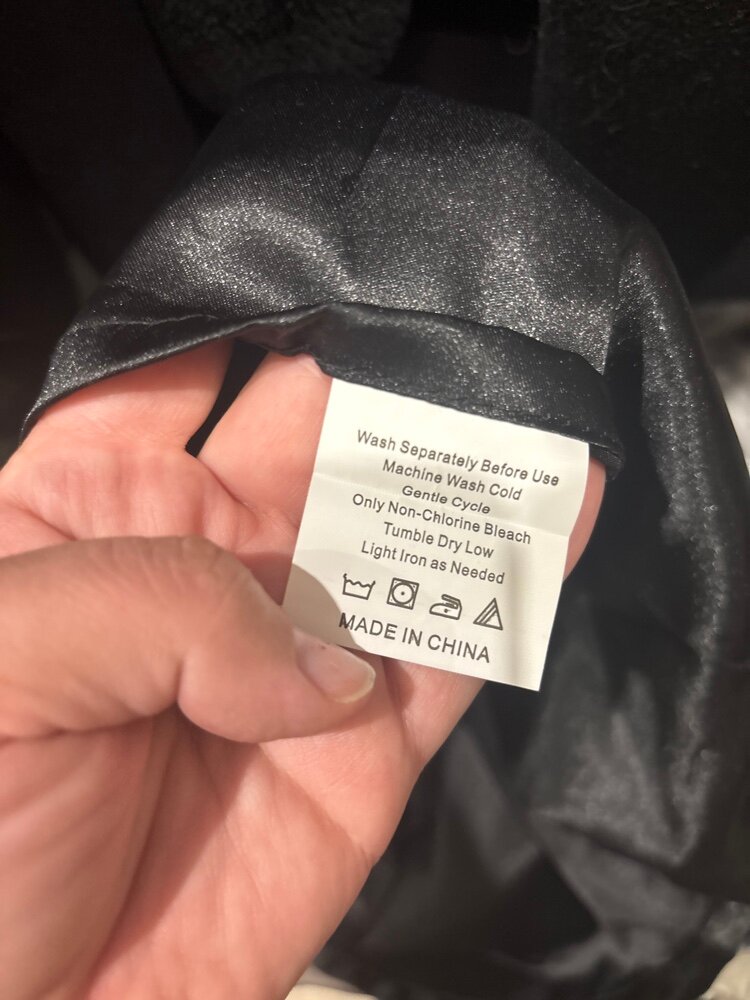 Wash Separately Before Use
Machine Wash Cold
Gentle Cycle
Only Non-Chlorine Bleach
Tumble Dry Low
Light Iron as Needed
MADE IN CHINA